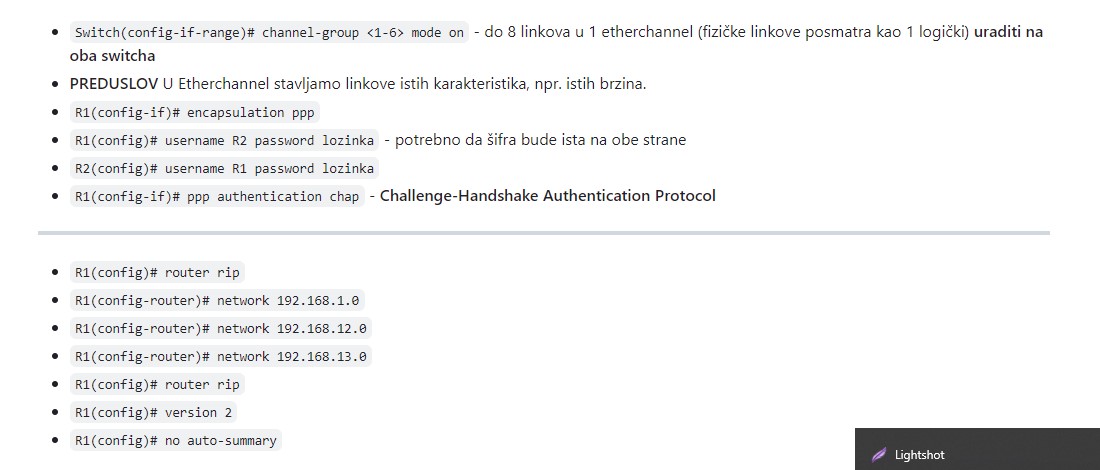 Switch(config-if-range)# channel-group <1-6> mode on - do 8 linkova u 1 etherchannel (fizičke linkove posmatra kao 1 logički) uraditi na
oba switcha
PREDUSLOV U Etherchannel stavljamo linkove istih karakteristika, npr. istih brzina.
R1(config-if)# encapsulation ppp
R1(config)# username R2 password lozinka - potrebno da šifra bude ista na obe strane
R2(config)# username R1 password lozinka
R1(config-if)# ppp authentication chap - Challenge-Handshake Authentication Protocol
R1(config)# router rip
R1(config-router)# network 192.168.1.0
R1(config-router)# network 192.168.12.0
R1(config-router)# network 192.168.13.0
R1(config)# router rip
R1(config)# version 2
R1(config)# no auto-summary
Lightshot